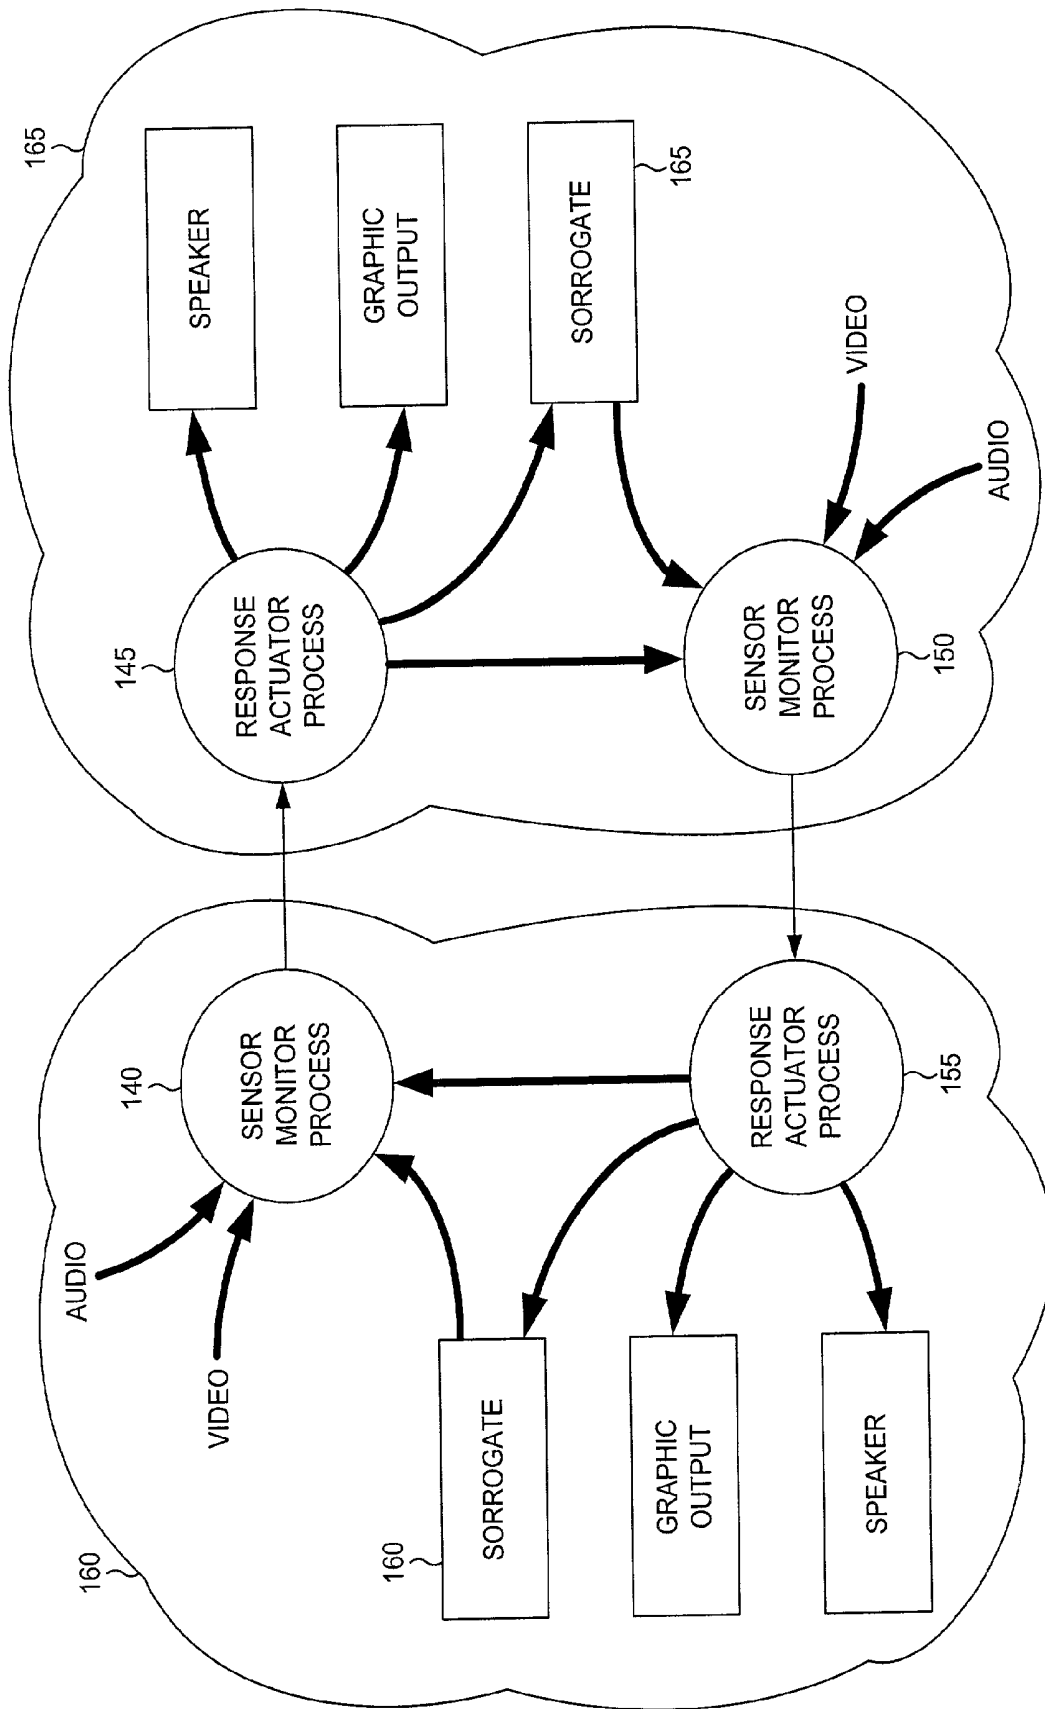 160
AUDIO
VIDEO
140
SENSOR
MONITOR
PROCESS
160
SORROGATE
GRAPHIC
OUTPUT
SPEAKER
RESPONSE
ACTUATOR
PROCESS
155
165
145
RESPONSE
ACTUATOR
PROCESS
SPEAKER
GRAPHIC
OUTPUT
SORROGATE
165
SENSOR
MONITOR
PROCESS
150
VIDEO
AUDIO